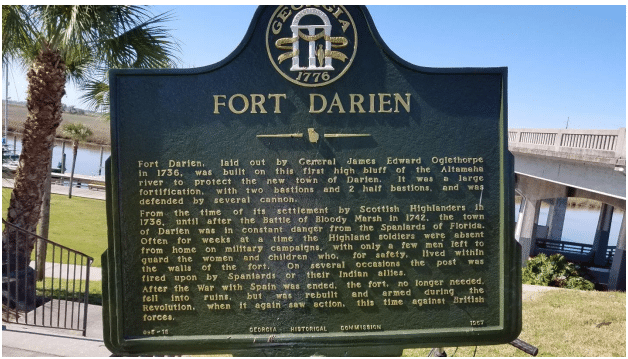 GEORGIA
1776
FORT DARIEN
Fort Darien, laid out by General James Edward Oglethorpe
in 1736, was built on this first high bluff of the Altamaha
river to protect the new town of Darien. It was a large
fortification, with two bastions and 2 half bastions, and was
defended by several cannon.
From the time of its settlement by Scottish Highlanders in
1736, until after the Battle of Bloody Marsh in 1742, the town
of Darien was in constant danger from the Spaniards of Florida.
Often for weeks at a time the Highland soldiers were absent
from home on military campaigns, with only a few men left to
guard the women and children who, for safety, lived within
the walls of the fort. On several occasions the post was
fired upon by Spaniards or their Indian allies.
After the War with Spain was ended, the fort, no longer needed,
fell into ruins, but was rebuilt and armed during the
Revolution, when it again saw action, this time against British
forces.
GEORGIA HISTORICAL COMMISSION